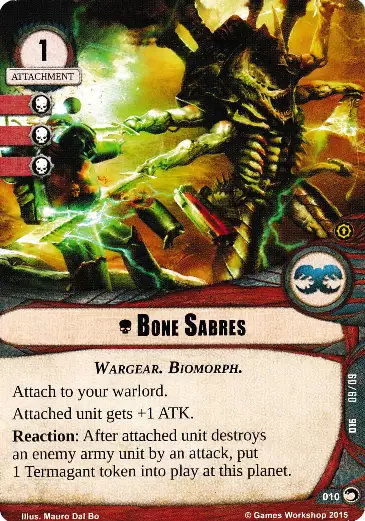 1
ATTACHMENT
BONE SABRES
WARGEAR. BIOMORPH.
Attach to your warlord.
Attached unit gets +1 ATK.
Reaction: After attached unit destroys
an enemy army unit by an attack, put
1 Termagant token into play at this planet.
016 09/09
010
Illus. Mauro Dal Bo
© Games Workshop 2015